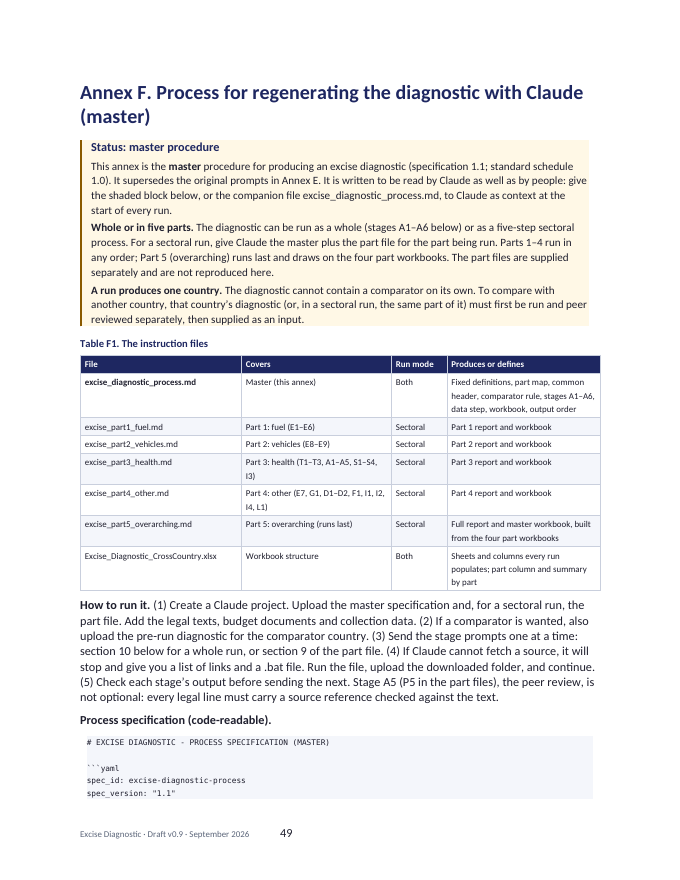 Annex F. Process for regenerating the diagnostic with Claude
(master)
Status: master procedure
This annex is the master procedure for producing an excise diagnostic (specification 1.1; standard schedule
1.0). It supersedes the original prompts in Annex E. It is written to be read by Claude as well as by people: give
the shaded block below, or the companion file excise_diagnostic_process.md, to Claude as context at the
start of every run.
Whole or in five parts. The diagnostic can be run as a whole (stages A1–A6 below) or as a five-step sectoral
process. For a sectoral run, give Claude the master plus the part file for the part being run. Parts 1–4 run in
any order; Part 5 (overarching) runs last and draws on the four part workbooks. The part files are supplied
separately and are not reproduced here.
A run produces one country. The diagnostic cannot contain a comparator on its own. To compare with
another country, that country's diagnostic (or, in a sectoral run, the same part of it) must first be run and peer
reviewed separately, then supplied as an input.
Table F1. The instruction files
File Covers Run mode Produces or defines
excise_diagnostic_process.md Master (this annex) Both Fixed definitions, part map, common
header, comparator rule, stages A1–A6,
data step, workbook, output order
excise_part1_fuel.md Part 1: fuel (E1–E6) Sectoral Part 1 report and workbook
excise_part2_vehicles.md Part 2: vehicles (E8–E9) Sectoral Part 2 report and workbook
excise_part3_health.md Part 3: health (T1–T3, A1–A5, S1–S4, Sectoral Part 3 report and workbook
I3)
excise_part4_other.md Part 4: other (E7, G1, D1–D2, F1, I1, I2, Sectoral Part 4 report and workbook
I4, L1)
excise_part5_overarching.md Part 5: overarching (runs last) Sectoral Full report and master workbook, built
from the four part workbooks
Excise_Diagnostic_CrossCountry.xlsx Workbook structure Both Sheets and columns every run
populates; part column and summary
by part
How to run it. (1) Create a Claude project. Upload the master specification and, for a sectoral run, the
part file. Add the legal texts, budget documents and collection data. (2) If a comparator is wanted, also
upload the pre-run diagnostic for the comparator country. (3) Send the stage prompts one at a time:
section 10 below for a whole run, or section 9 of the part file. (4) If Claude cannot fetch a source, it will
stop and give you a list of links and a .bat file. Run the file, upload the downloaded folder, and continue.
(5) Check each stage's output before sending the next. Stage A5 (P5 in the part files), the peer review, is
not optional: every legal line must carry a source reference checked against the text.
Process specification (code-readable).
# EXCISE DIAGNOSTIC - PROCESS SPECIFICATION (MASTER)
```yaml
spec_id: excise-diagnostic-process
spec_version: "1.1"
Excise Diagnostic · Draft v0.9 · September 2026 49